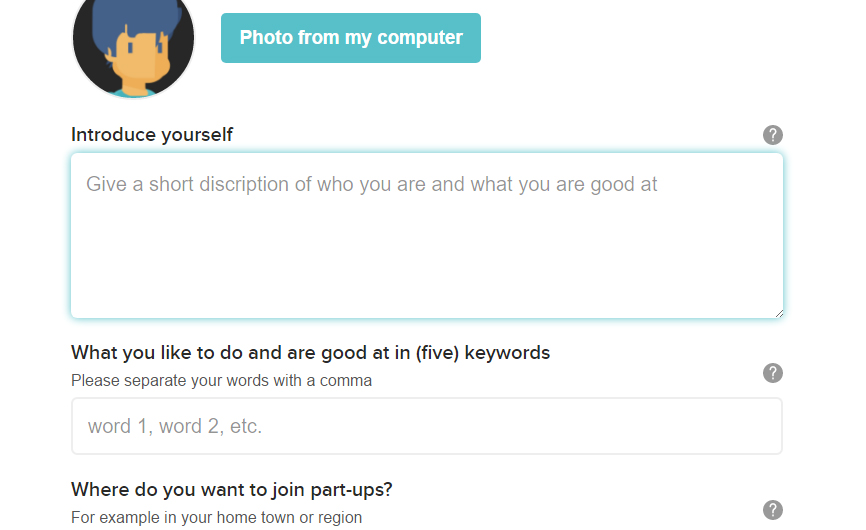 Photo from my computer
Introduce yourself
?
Give a short discription of who you are and what you are good at
What you like to do and are good at in (five) keywords
Please separate your words with a comma
?
word 1, word 2, etc.
Where do you want to join part-ups?
For example in your home town or region
?